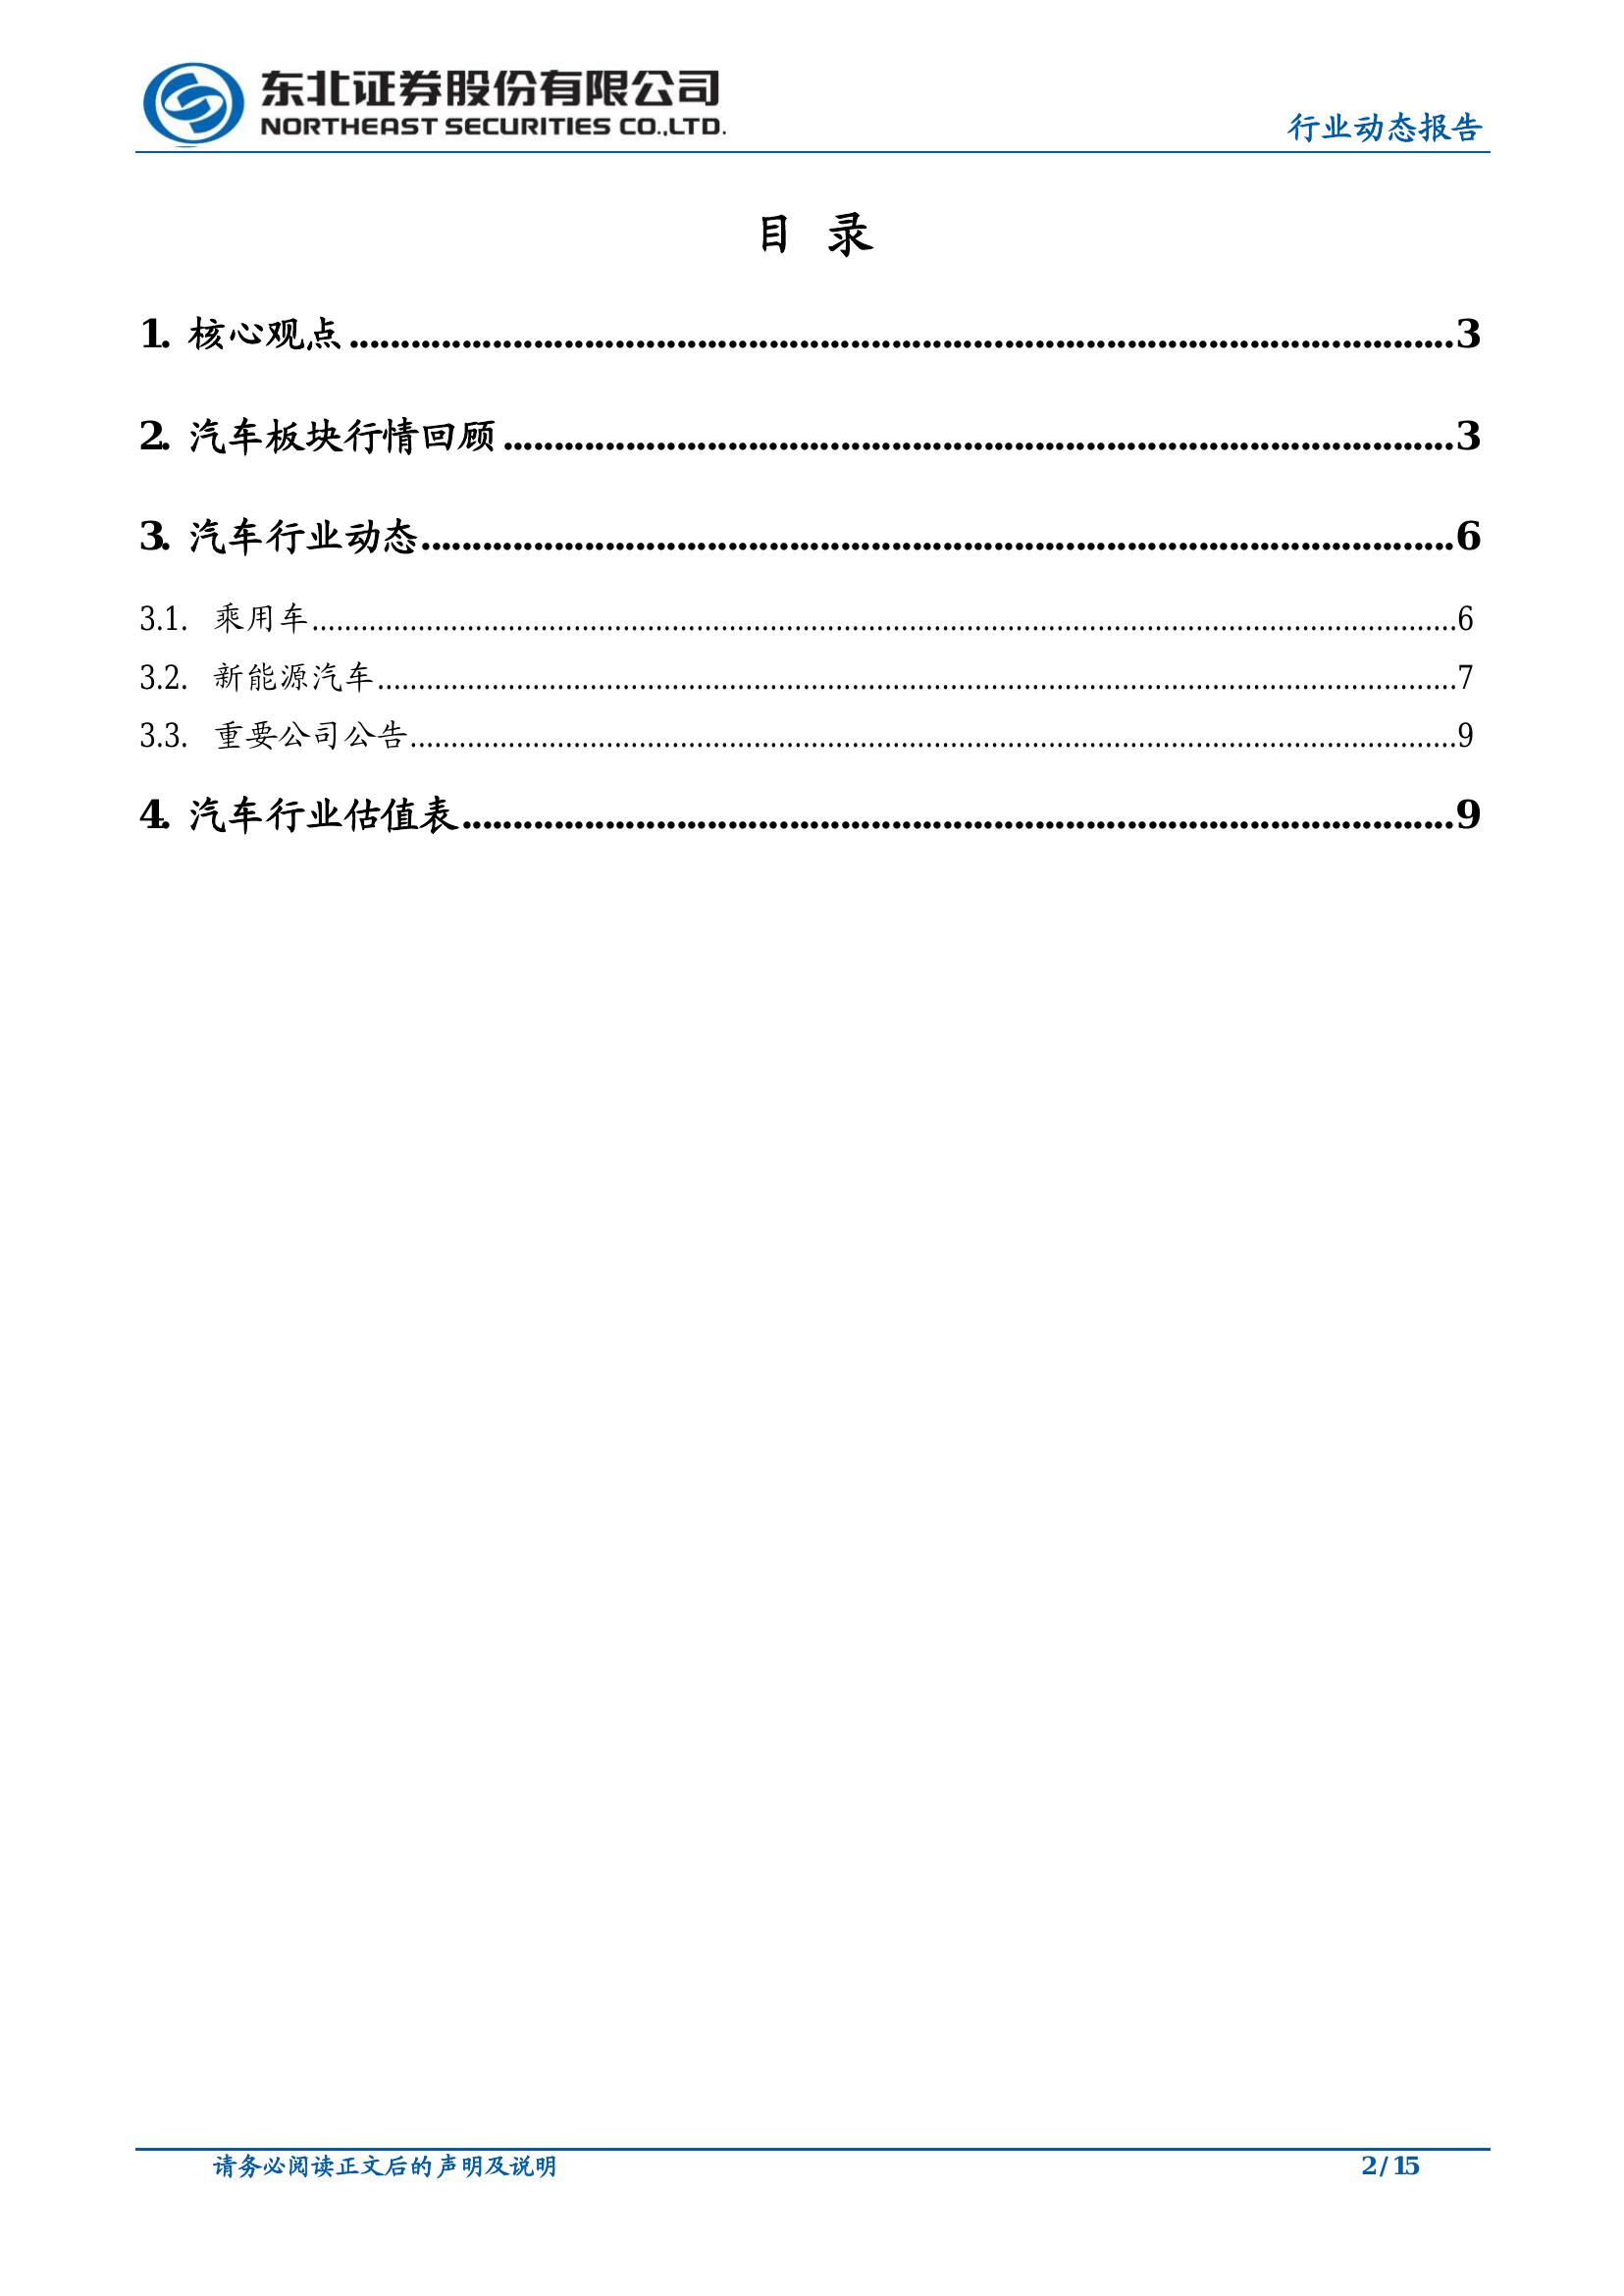 东北证券股份有限公司
NORTHEAST SECURITIES CO.,LTD.
行业动态报告
目 录
1. 核心观点 ........................................................................................................ 3
2. 汽车板块行情回顾 ........................................................................................ 3
3. 汽车行业动态 ................................................................................................ 6
3.1. 乘用车 ........................................................................................................ 6
3.2. 新能源汽车 ................................................................................................ 7
3.3. 重要公司公告 ............................................................................................ 9
4. 汽车行业估值表 ............................................................................................ 9
请务必阅读正文后的声明及说明
2 / 15